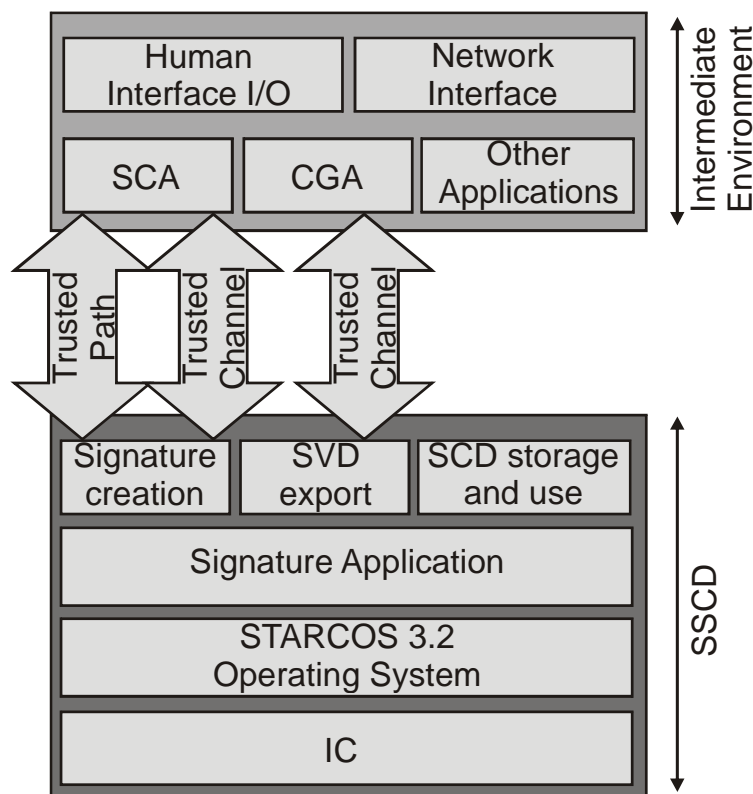 Human
Interface I/O
Network
Interface
SCA
CGA
Other
Applications
Intermediate
Environment
Trusted
Path
Trusted
Channel
Trusted
Channel
Signature
creation
SVD
export
SCD storage
and use
Signature Application
STARCOS 3.2
Operating System
IC
SSCD